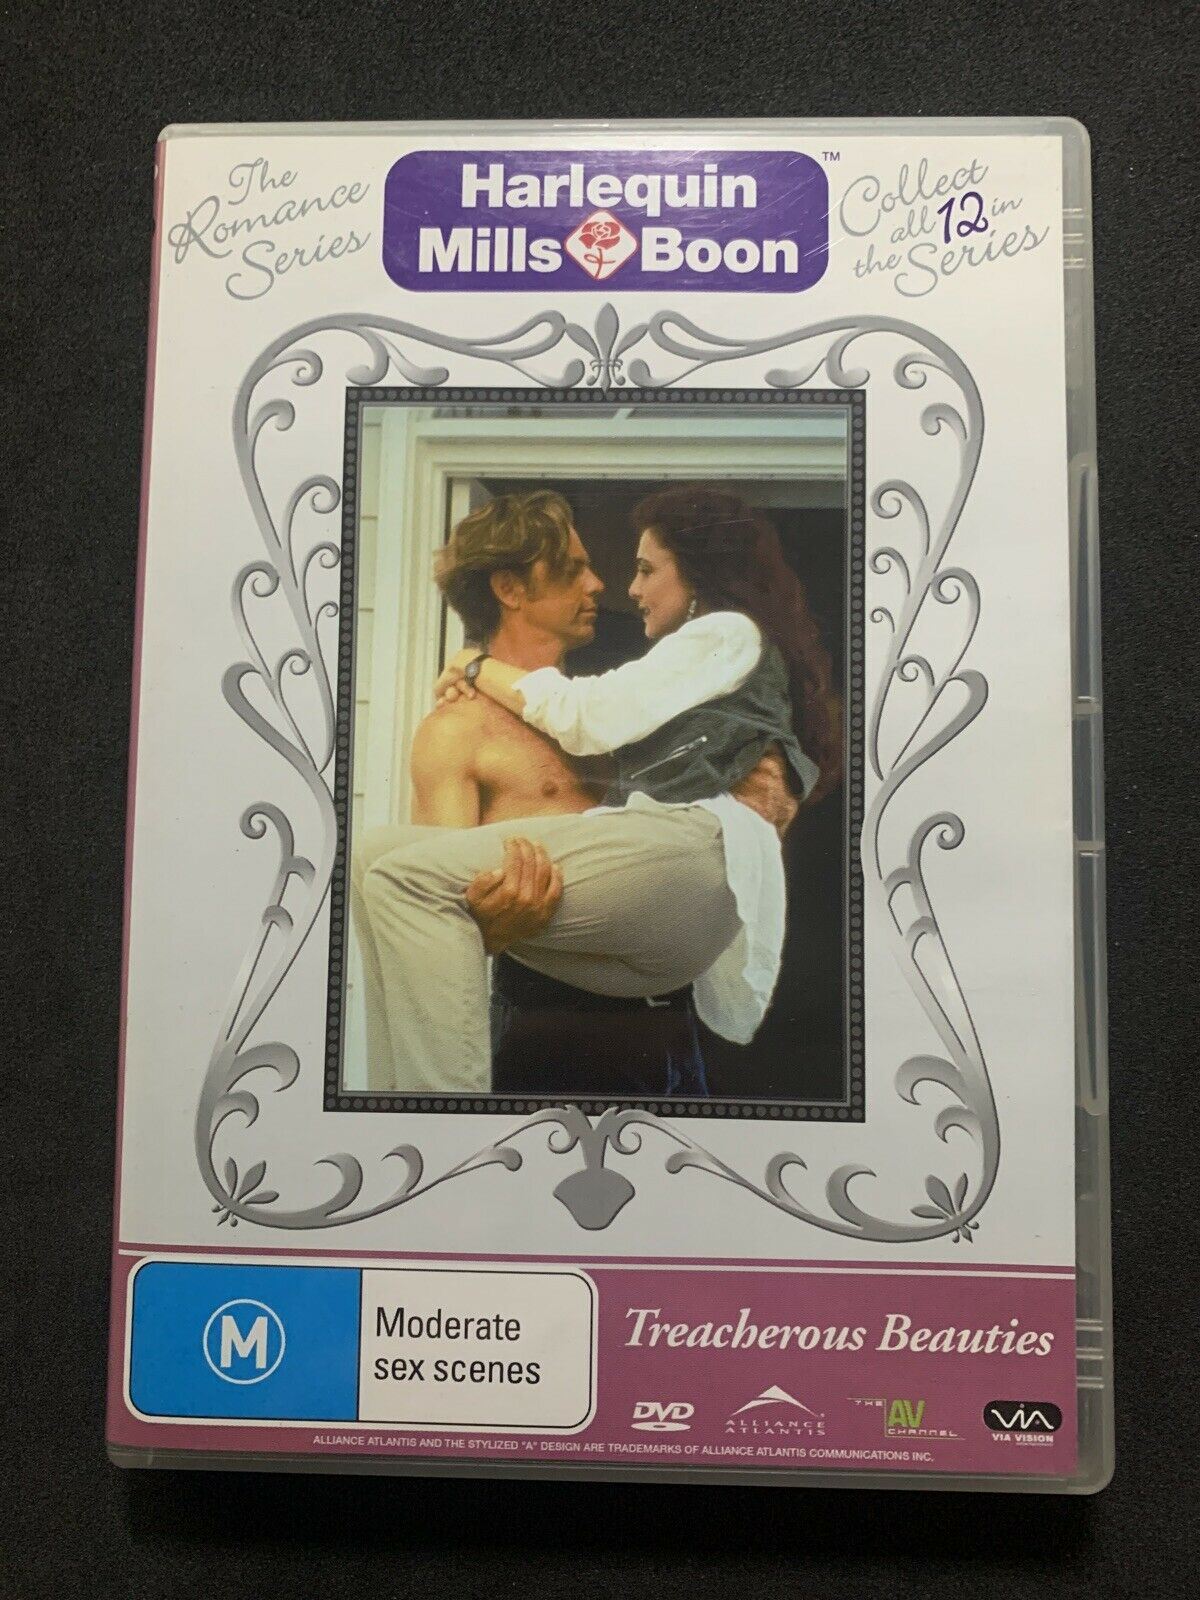 The
Romance
Series
Harlequin
Mills Boon
™
Collect
all 12 in
the Series
M
Moderate
sex scenes
Treacherous Beauties
DVD
ALLIANCE
ATLANTIS
THE
AV
CHANNEL
VIA
VIA VISION
ALLIANCE ATLANTIS AND THE STYLIZED "A" DESIGN ARE TRADEMARKS OF ALLIANCE ATLANTIS COMMUNICATIONS INC.